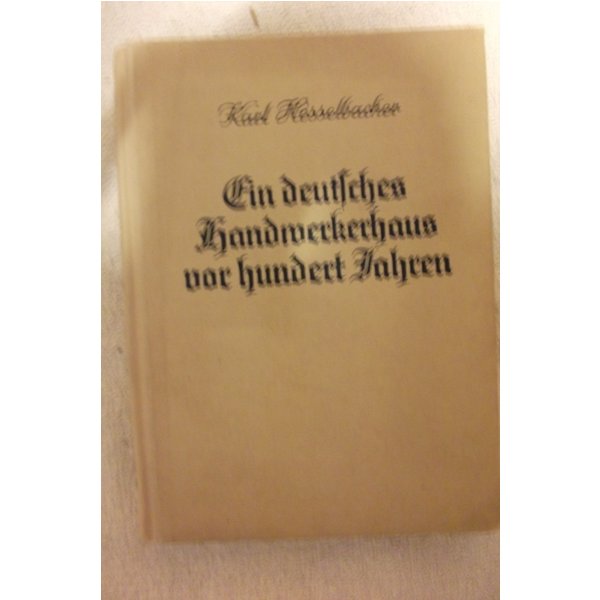 Karl Hesselbacher
Ein deutsches
Handwerkerhaus
vor hundert Jahren